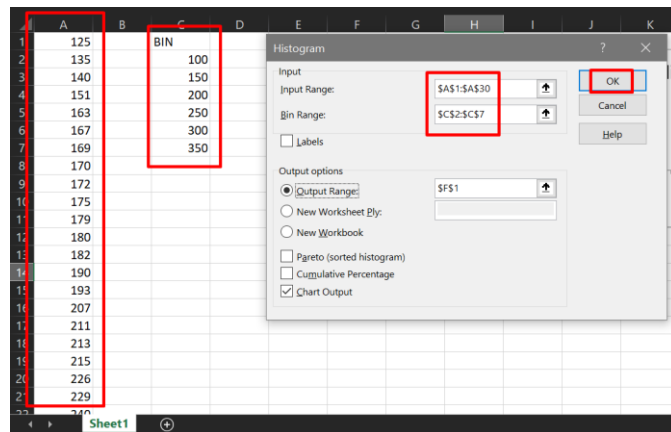 A B C D E F G H I J K
1 125 BIN
2 135 100
3 140 150
4 151 200
5 163 250
6 167 300
7 169 350
8 170
9 172
10 175
11 179
12 180
13 182
14 190
15 193
16 207
17 211
18 213
19 215
20 226
21 229
22 240
Histogram ? ×
Input
Input Range: $A$1:$A$30
Bin Range: $C$2:$C$7
Labels
OK
Cancel
Help
Output options
Output Range: $F$1
New Worksheet Ply:
New Workbook
Pareto (sorted histogram)
Cumulative Percentage
Chart Output
Sheet1